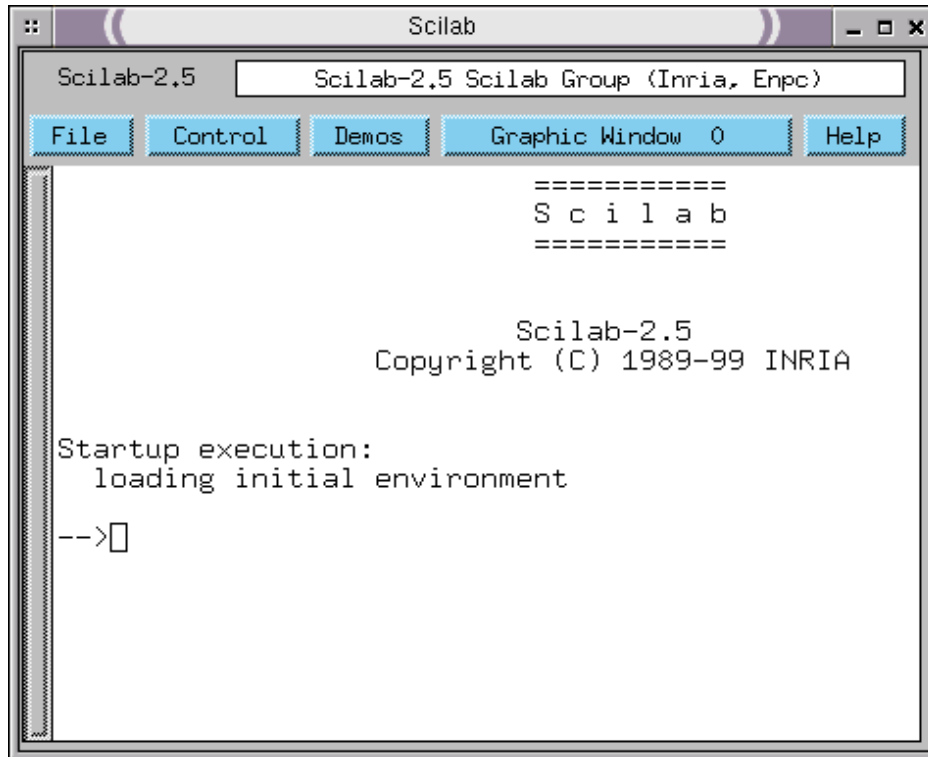 Scilab
Scilab-2.5 Scilab-2.5 Scilab Group (Inria, Enpc)
File Control Demos Graphic Window 0 Help
===========
S c i l a b
===========
Scilab-2.5
Copyright (C) 1989-99 INRIA
Startup execution:
loading initial environment
-->